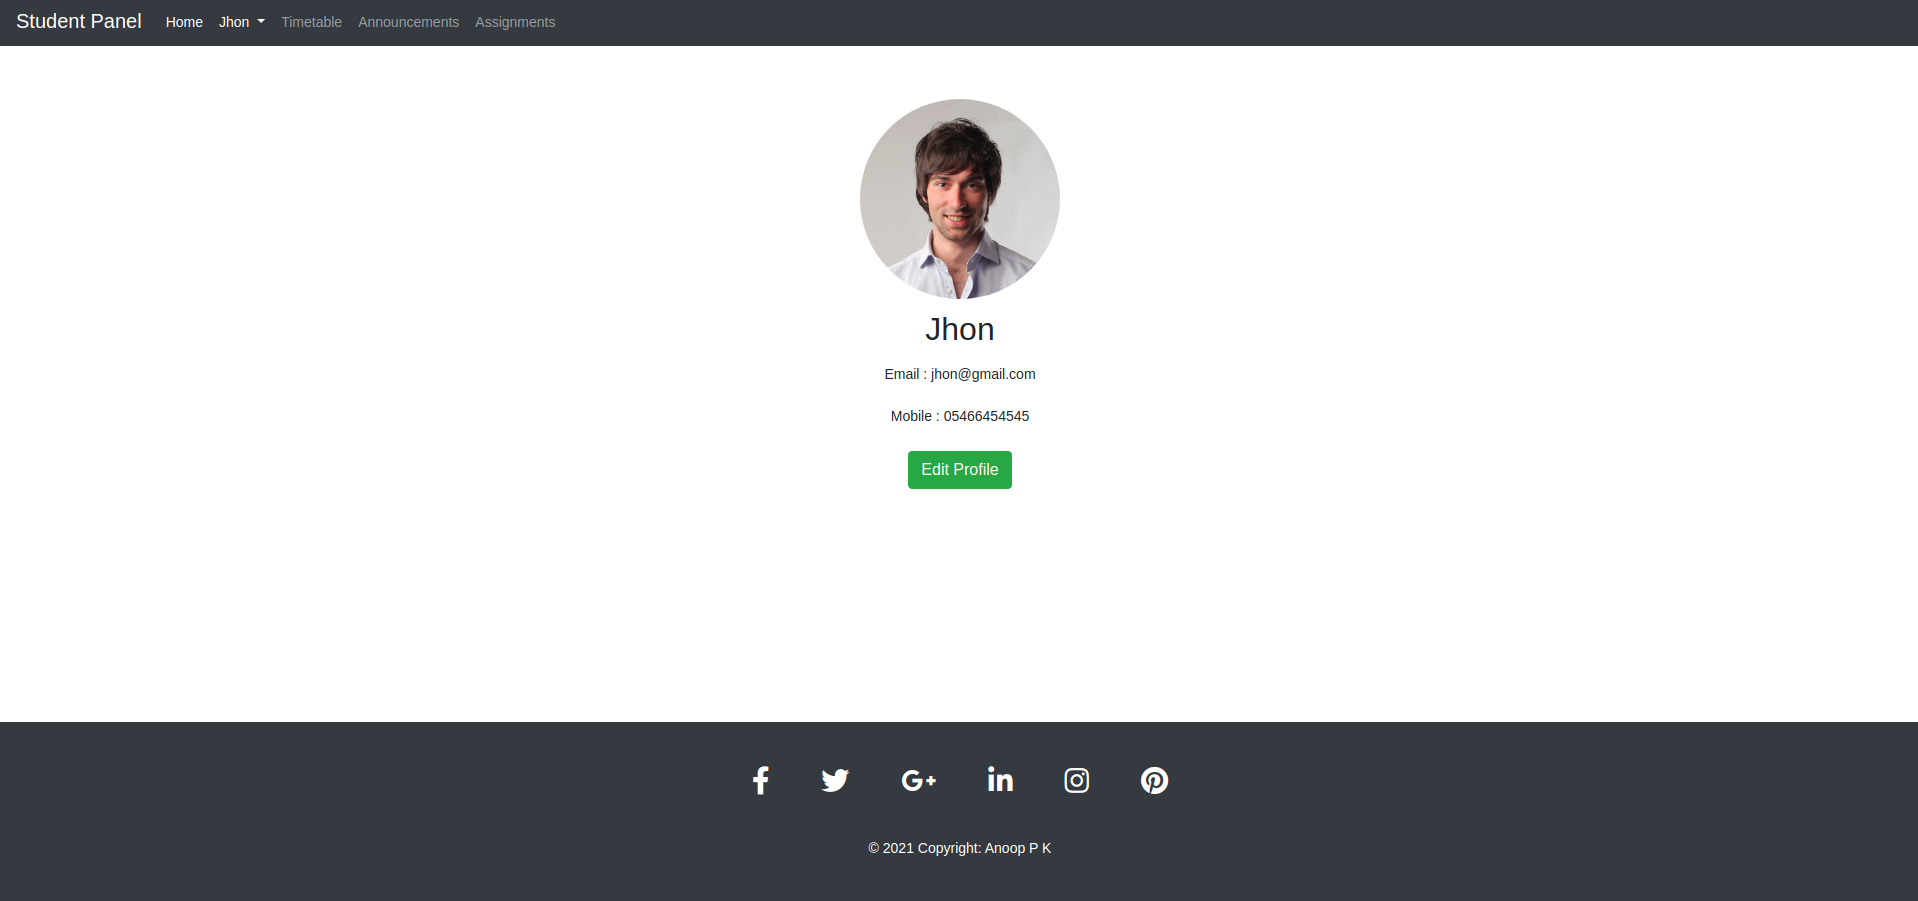 Student Panel Home Jhon Timetable Announcements Assignments
Jhon
Email : jhon@gmail.com
Mobile : 05466454545
Edit Profile
© 2021 Copyright: Anoop P K